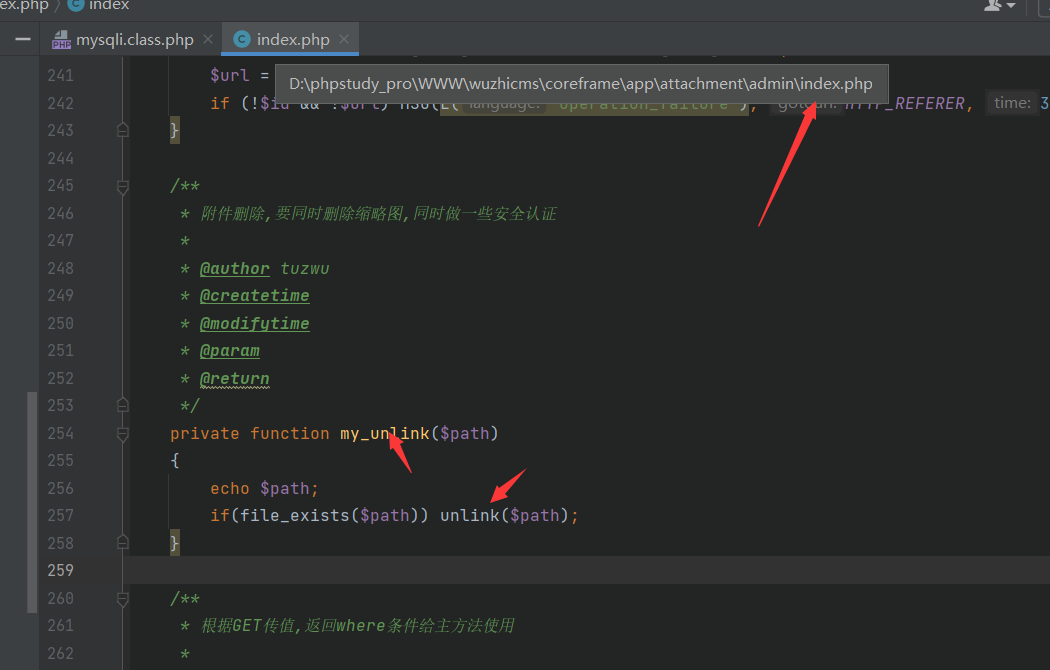 ex.php 〉 index
mysqli.class.php × index.php ×
241 $url =
D:\phpstudy_pro\WWW\wuzhicms\coreframe\app\attachment\admin\index.php
242 if (!$id && !$url) MSG(L( language: "operation_failure"), gotourl: HTTP_REFERER, time: 3
243 }
244
245 /**
246 * 附件删除,要同时删除缩略图,同时做一些安全认证
247 *
248 * @author tuzwu
249 * @createtime
250 * @modifytime
251 * @param
252 * @return
253 */
254 private function my_unlink($path)
255 {
256 echo $path;
257 if(file_exists($path)) unlink($path);
258 }
259
260 /**
261 * 根据GET传值,返回where条件给主方法使用
262 *